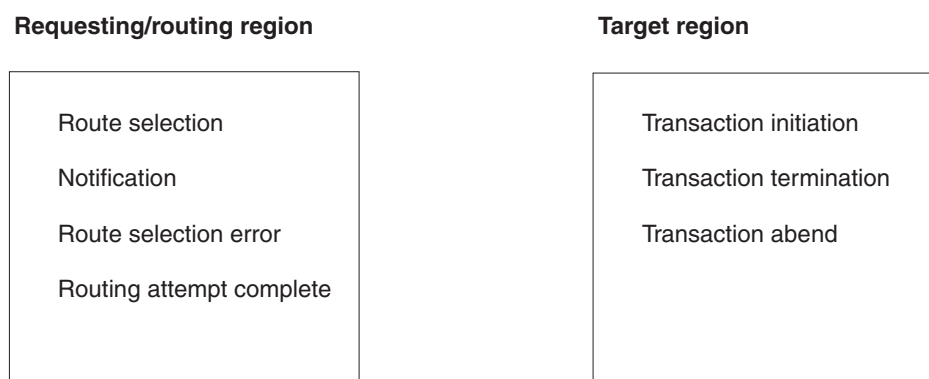 Requesting/routing region
Route selection
Notification
Route selection error
Routing attempt complete
Target region
Transaction initiation
Transaction termination
Transaction abend